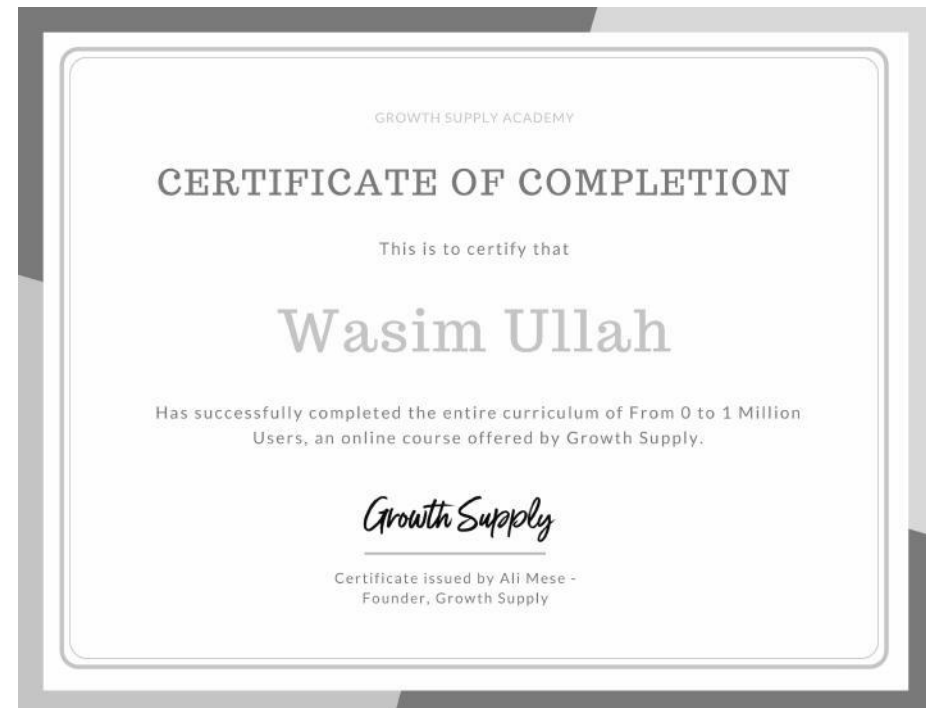 GROWTH SUPPLY ACADEMY
CERTIFICATE OF COMPLETION
This is to certify that
Wasim Ullah
Has successfully completed the entire curriculum of From 0 to 1 Million
Users, an online course offered by Growth Supply.
Growth Supply
Certificate issued by Ali Mese -
Founder, Growth Supply